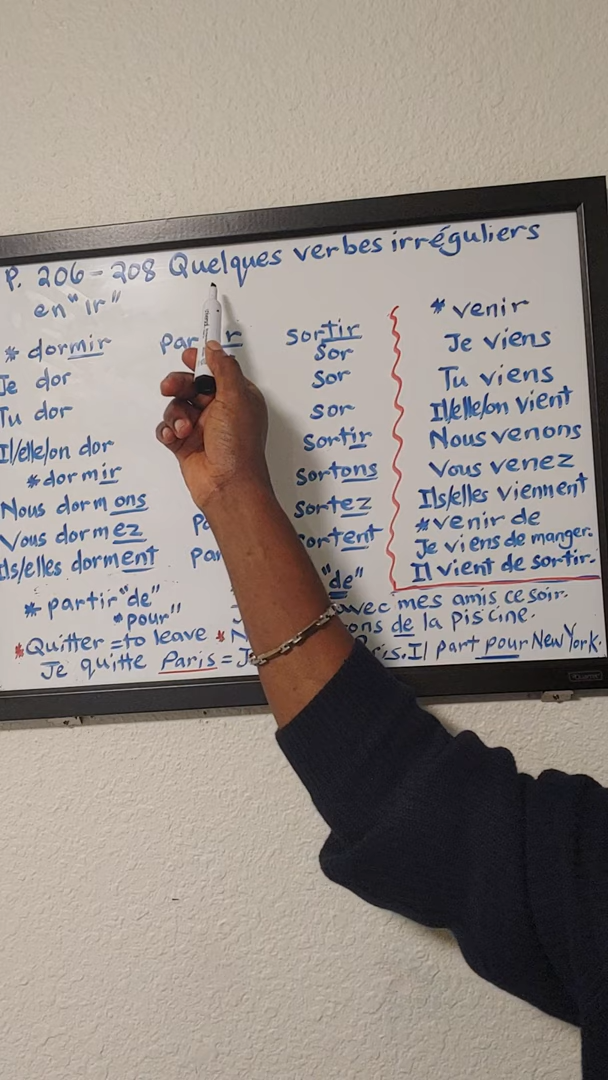 P. 206-208 Quelques verbes irréguliers
en "ir"
* dormir
Je dor
Tu dor
Il/elle/on dor
* dormir
Nous dormons
Vous dormez
Ils/elles dorment
par r
par
sortir
sor
sor
sor
sortir
sortons
sortez
sortent
* venir
Je viens
Tu viens
Il/elle/on vient
Nous venons
Vous venez
Ils/elles viennent
* venir de
Je viens de manger.
Il vient de sortir.
* partir "de"
"pour"
"de"
avec mes amis ce soir.
ons de la piscine.
* Quitter = to leave *
Je quitte Paris = J
ris. Il part pour New York.